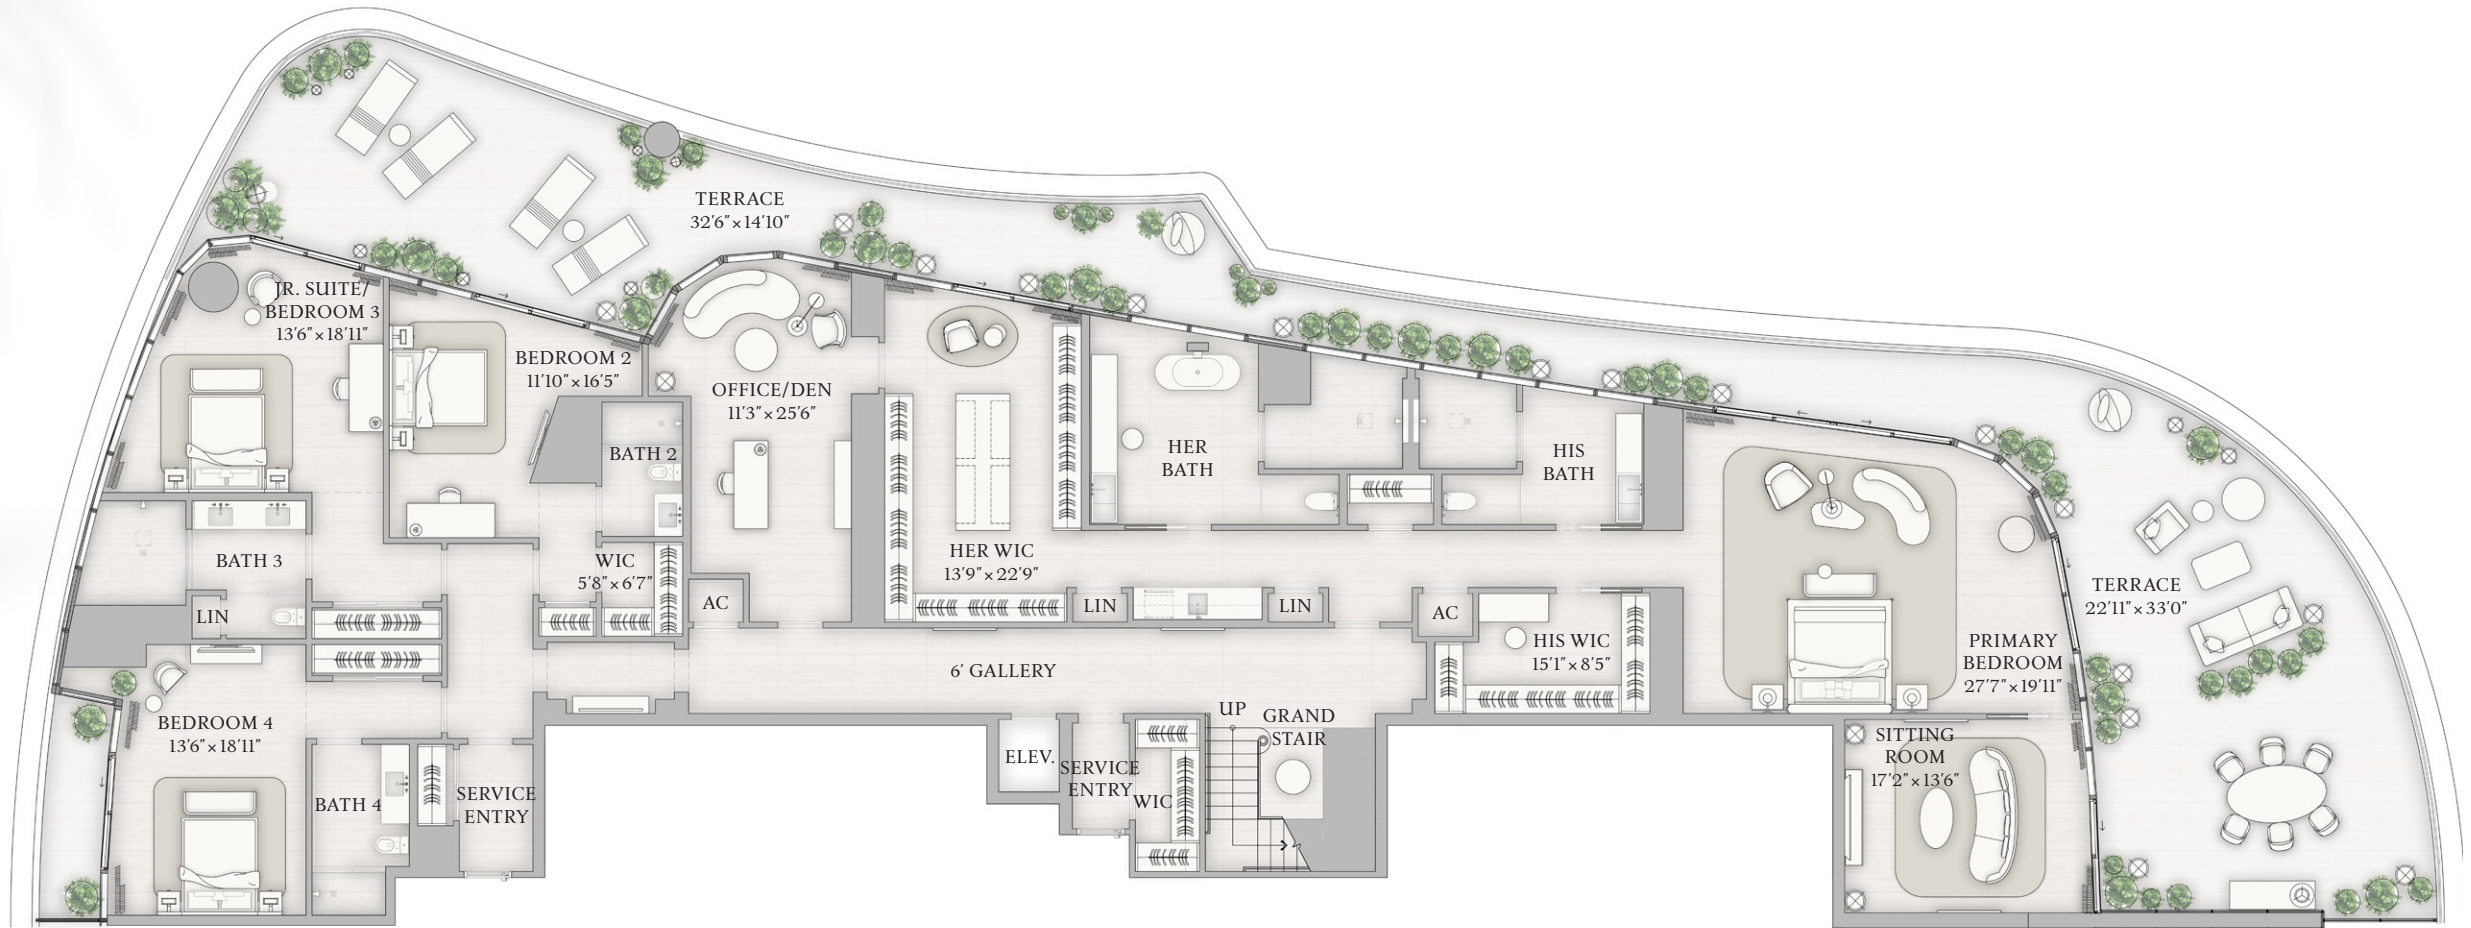 TERRACE
32'6"×14'10"
JR. SUITE/
BEDROOM 3
13'6"×18'11"
BEDROOM 2
11'10"×16'5"
OFFICE/DEN
11'3"×25'6"
BATH 2
HER
BATH
HIS
BATH
BATH 3
WIC
5'8"×6'7"
HER WIC
13'9"×22'9"
LIN
AC
LIN
LIN
AC
HIS WIC
15'1"×8'5"
TERRACE
22'11"×33'0"
PRIMARY
BEDROOM
27'7"×19'11"
6' GALLERY
BEDROOM 4
13'6"×18'11"
UP
GRAND
STAIR
SITTING
ROOM
17'2"×13'6"
ELEV.
SERVICE
ENTRY
WIC
BATH 4
SERVICE
ENTRY